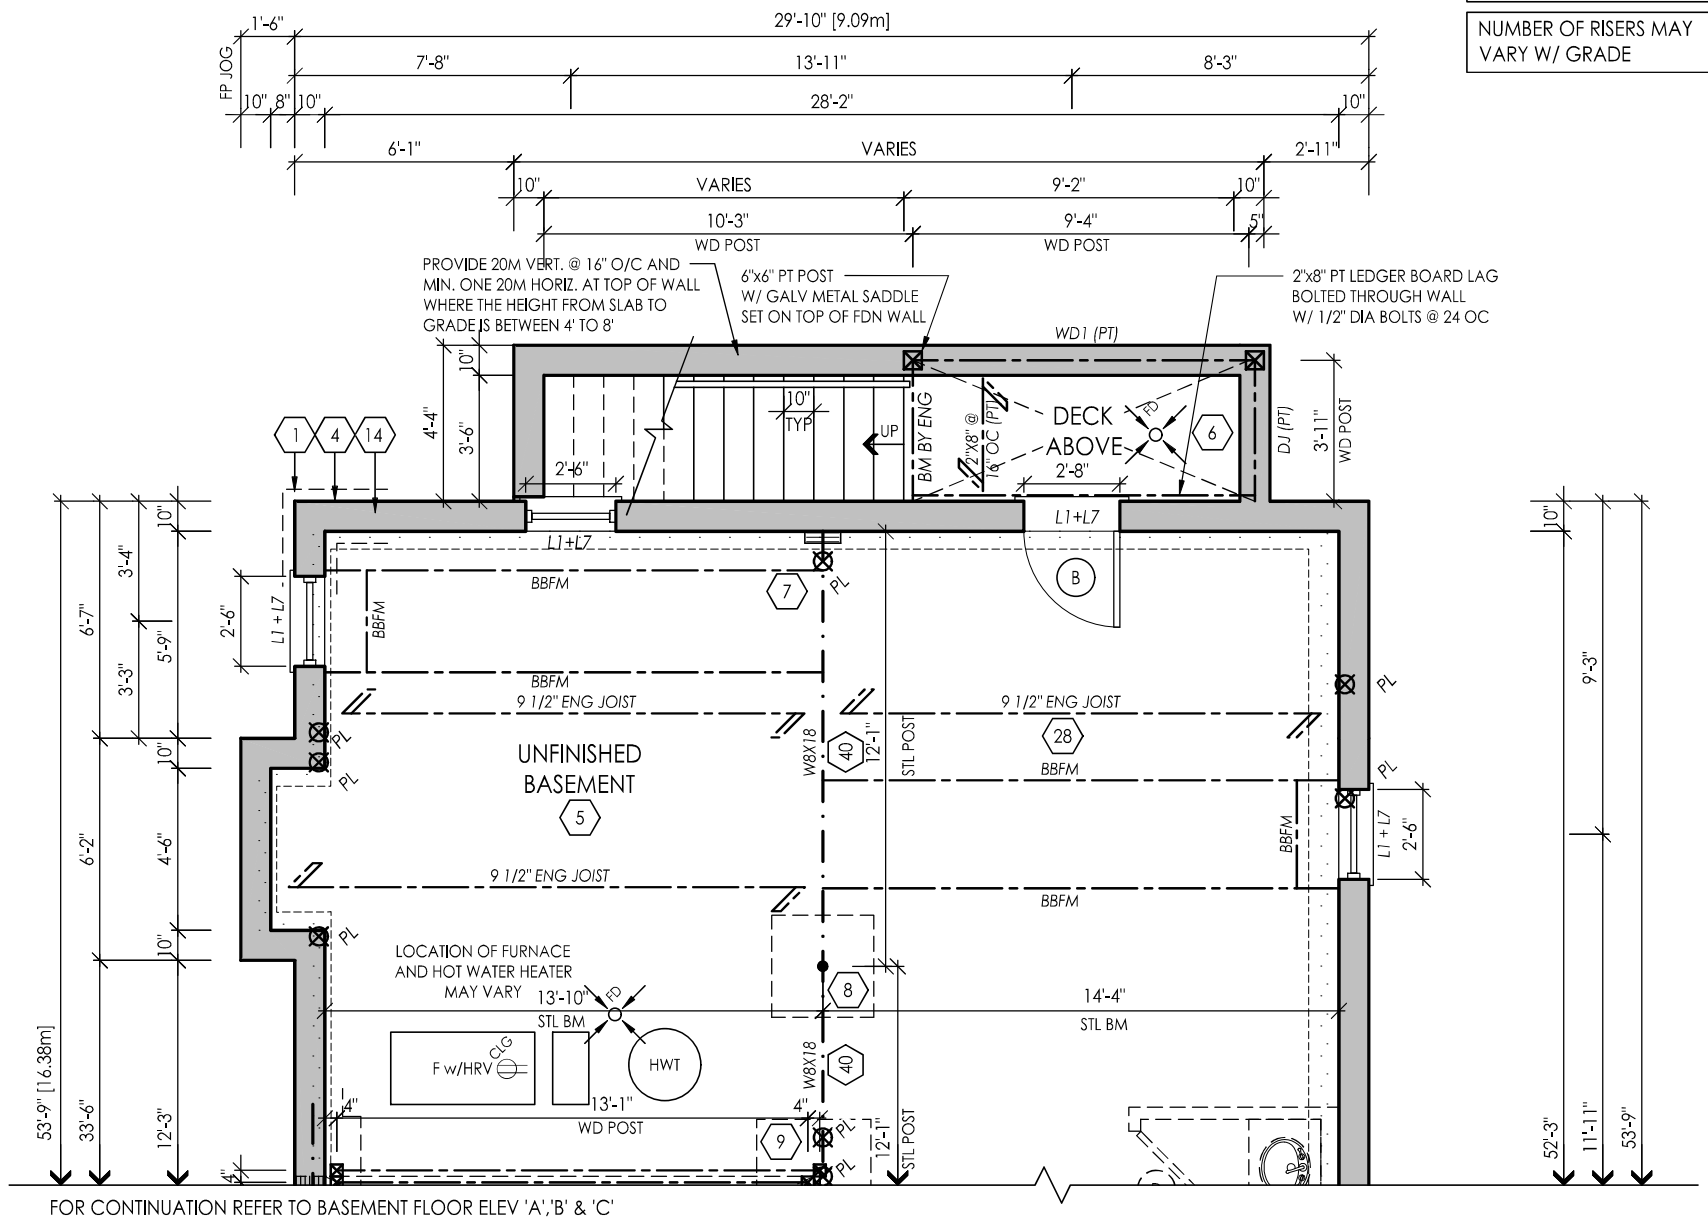 NUMBER OF RISERS MAY
VARY W/ GRADE
1'-6"
29'-10" [9.09m]
FP JOG
7'-8"
13'-11"
8'-3"
10"
8"
10"
28'-2"
10"
6'-1"
VARIES
2'-11"
10"
VARIES
9'-2"
10"
10'-3"
WD POST
9'-4"
WD POST
5"
PROVIDE 20M VERT. @ 16" O/C AND
MIN. ONE 20M HORIZ. AT TOP OF WALL
WHERE THE HEIGHT FROM SLAB TO
GRADE IS BETWEEN 4' TO 8'
6"x6" PT POST
W/ GALV METAL SADDLE
SET ON TOP OF FDN WALL
2"x8" PT LEDGER BOARD LAG
BOLTED THROUGH WALL
W/ 1/2" DIA BOLTS @ 24 OC
WD1 (PT)
4'-4"
10"
3'-6"
10"
TYP
UP
BM BY ENG
2"X8" @
16" OC (PT)
DECK
ABOVE
FD
6
DJ (PT)
3'-11"
WD POST
1
4
14
2'-6"
2'-8"
L1+L7
L1+L7
BBFM
7
PL
B
BBFM
BBFM
2'-6"
L1 + L7
53'-9" [16.38m]
6'-7"
33'-6"
6'-2"
3'-4"
3'-3"
10"
5'-9"
10"
4'-6"
10"
12'-3"
9 1/2" ENG JOIST
9 1/2" ENG JOIST
PL
PL
PL
UNFINISHED
BASEMENT
5
W8X18
40
12'-1"
STL POST
28
BBFM
PL
PL
BBFM
L1 + L7
2'-6"
BBFM
9 1/2" ENG JOIST
LOCATION OF FURNACE
AND HOT WATER HEATER
MAY VARY
13'-10"
STL BM
FD
8
14'-4"
STL BM
F w/HRV
CLG
HWT
W8X18
40
4"
13'-1"
WD POST
4"
9
PL
PL
12'-1"
STL POST
4"
10"
9'-3"
52'-3"
11'-11"
53'-9"
FOR CONTINUATION REFER TO BASEMENT FLOOR ELEV 'A','B' & 'C'